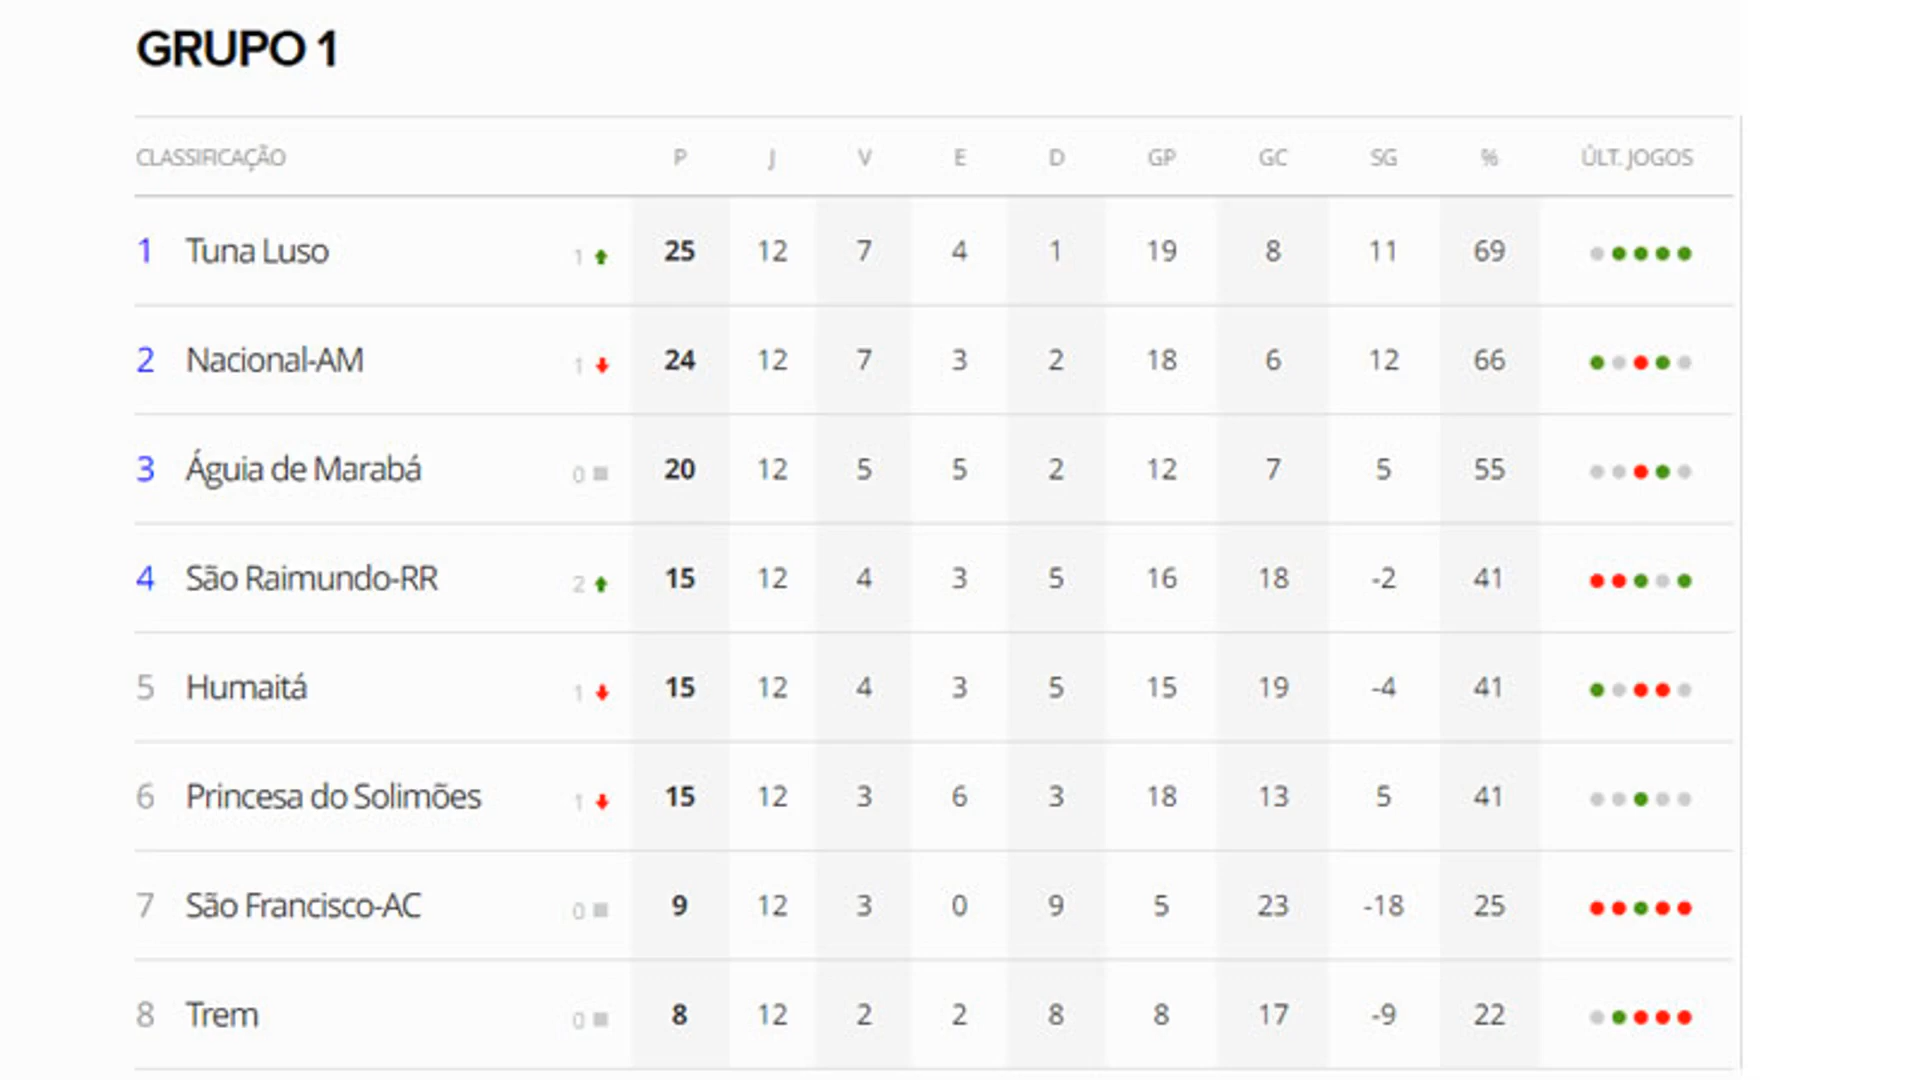 GRUPO 1
CLASSIFICAÇÃO P J V E D GP GC SG % ÚLT. JOGOS
1 Tuna Luso 1 25 12 7 4 1 19 8 11 69
2 Nacional-AM 1 24 12 7 3 2 18 6 12 66
3 Águia de Marabá 0 20 12 5 5 2 12 7 5 55
4 São Raimundo-RR 2 15 12 4 3 5 16 18 -2 41
5 Humaitá 1 15 12 4 3 5 15 19 -4 41
6 Princesa do Solimões 1 15 12 3 6 3 18 13 5 41
7 São Francisco-AC 0 9 12 3 0 9 5 23 -18 25
8 Trem 0 8 12 2 2 8 8 17 -9 22